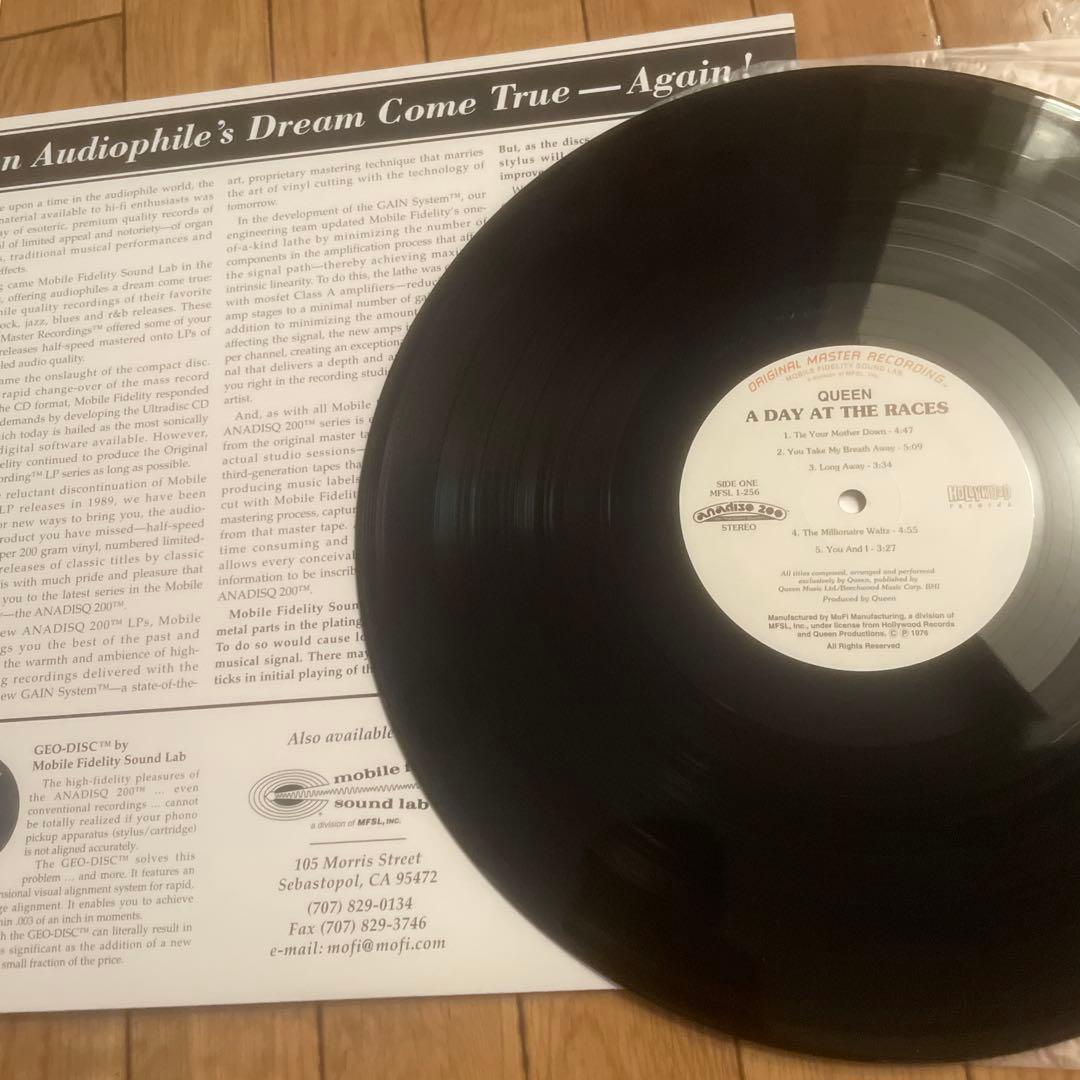 n Audiophile's Dream Come True — Again!
e upon a time in the audiophile world, the
naterial available to hi-fi enthusiasts was
ay of esoteric, premium quality records of
al of limited appeal and notoriety—of organ
s, traditional musical performances and
ffects.
g came Mobile Fidelity Sound Lab in the
, offering audiophiles a dream come true:
hile quality recordings of their favorite
ock, jazz, blues and r&b releases. These
Master Recordings™ offered some of your
releases half-speed mastered onto LPs of
led audio quality.
ame the onslaught of the compact disc.
rapid change-over of the mass record
he CD format, Mobile Fidelity responded
demands by developing the Ultradisc CD
ich today is hailed as the most sonically
digital software available. However,
elity continued to produce the Original
ording™ LP series as long as possible.
reluctant discontinuation of Mobile
LP releases in 1989, we have been
or new ways to bring you, the audio-
roduct you have missed—half-speed
per 200 gram vinyl, numbered limited-
releases of classic titles by classic
is with much pride and pleasure that
you to the latest series in the Mobile
—the ANADISQ 200™.
ew ANADISQ 200™ LPs, Mobile
gs you the best of the past and
the warmth and ambience of high-
g recordings delivered with the
ew GAIN System™—a state-of-the-
art, proprietary mastering technique that marries
the art of vinyl cutting with the technology of
tomorrow.
In the development of the GAIN System™, our
engineering team updated Mobile Fidelity's one-
of-a-kind lathe by minimizing the number of
components in the amplification process that aff
the signal path—thereby achieving maxi
intrinsic linearity. To do this, the lathe was
with mosfet Class A amplifiers—reduc
amp stages to a minimal number of ga
addition to minimizing the amount
affecting the signal, the new amps i
per channel, creating an exception
nal that delivers a depth and a
you right in the recording studi
artist.
And, as with all Mobile
ANADISQ 200™ series is
from the original master ta
actual studio sessions—
third-generation tapes tha
producing music labels
cut with Mobile Fidelit
mastering process, captur
from that master tape.
time consuming and
allows every conceivab
information to be inscrib
ANADISQ 200™.
Mobile Fidelity Soun
metal parts in the plating
To do so would cause l
musical signal. There may
ticks in initial playing of th
But, as the discs
stylus will
improve
GEO-DISC™ by
Mobile Fidelity Sound Lab
The high-fidelity pleasures of
the ANADISQ 200™ ... even
conventional recordings ... cannot
be totally realized if your phono
pickup apparatus (stylus/cartridge)
is not aligned accurately.
The GEO-DISC™ solves this
problem ... and more. It features an
nsional visual alignment system for rapid,
ge alignment. It enables you to achieve
hin .003 of an inch in moments.
h the GEO-DISC™ can literally result in
s significant as the addition of a new
small fraction of the price.
Also available
mobile f
sound lab
a division of MFSL, INC.
105 Morris Street
Sebastopol, CA 95472
(707) 829-0134
Fax (707) 829-3746
e-mail: mofi@mofi.com
ORIGINAL MASTER RECORDING™
MOBILE FIDELITY SOUND LAB
a division of MFSL, Inc.
QUEEN
A DAY AT THE RACES
1. Tie Your Mother Down - 4:47
2. You Take My Breath Away - 5:09
3. Long Away - 3:34
SIDE ONE
MFSL 1-256
anadisq 200
STEREO
Hollywood
records
4. The Millionaire Waltz - 4:55
5. You And I - 3:27
All titles composed, arranged and performed
exclusively by Queen, published by
Queen Music Ltd./Beechwood Music Corp. BMI
Produced by Queen
Manufactured by MoFi Manufacturing, a division of
MFSL, Inc., under license from Hollywood Records
and Queen Productions. © ℗ 1976
All Rights Reserved